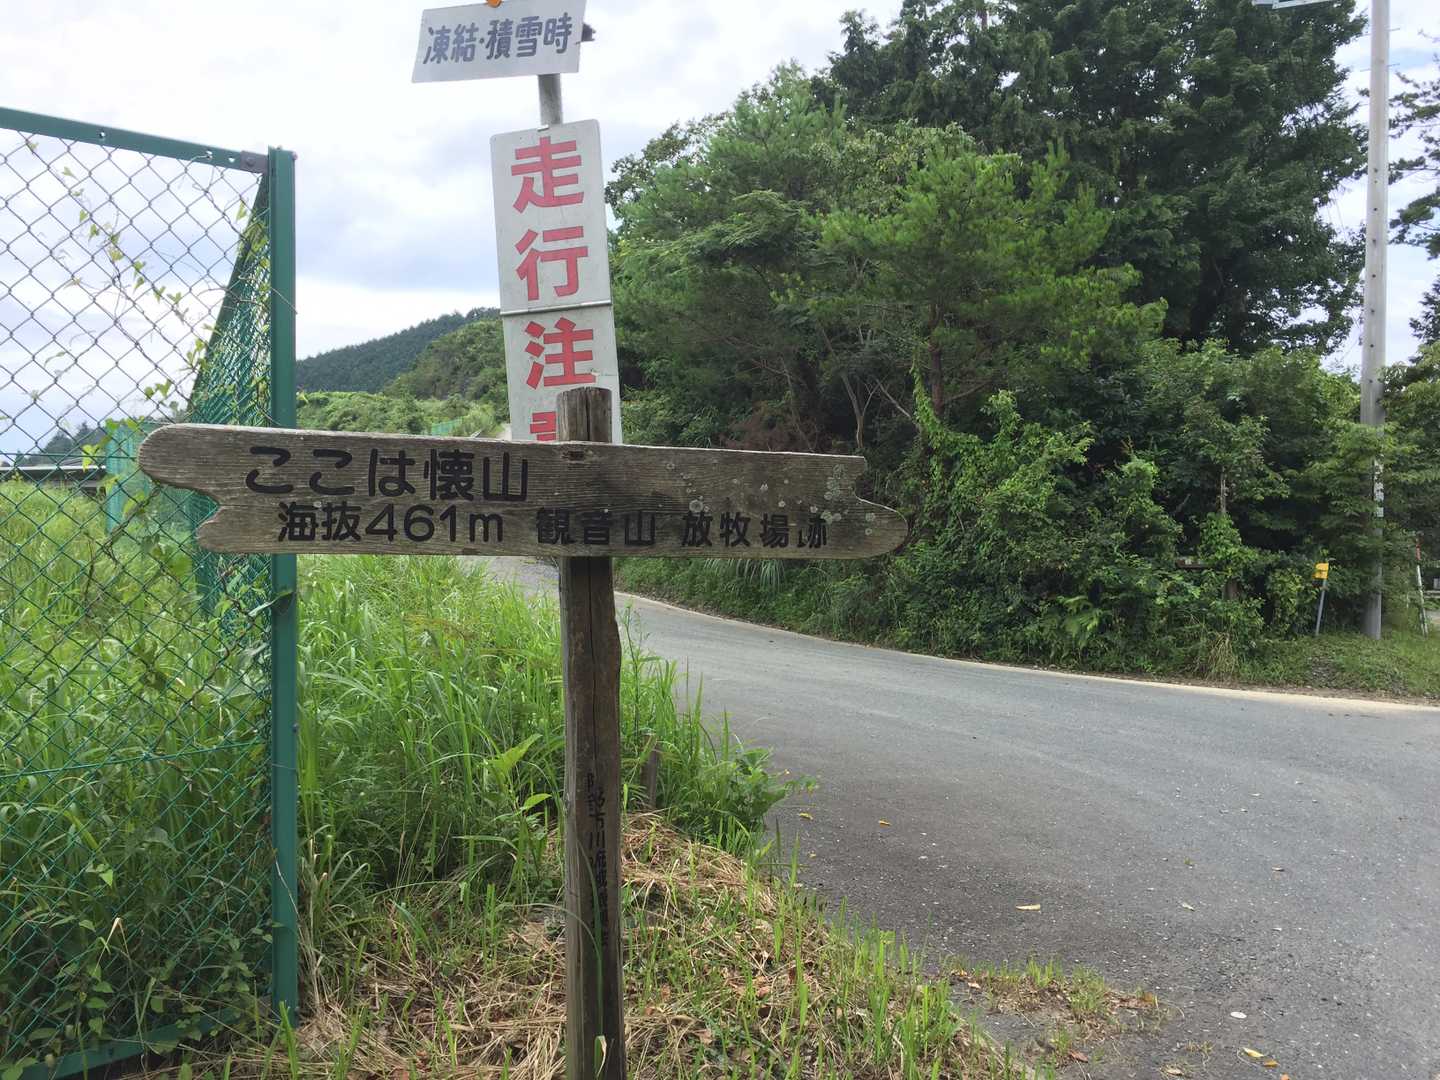 凍結・積雪時
走行注
ここは懐山
海抜461m 観音山 放牧場跡